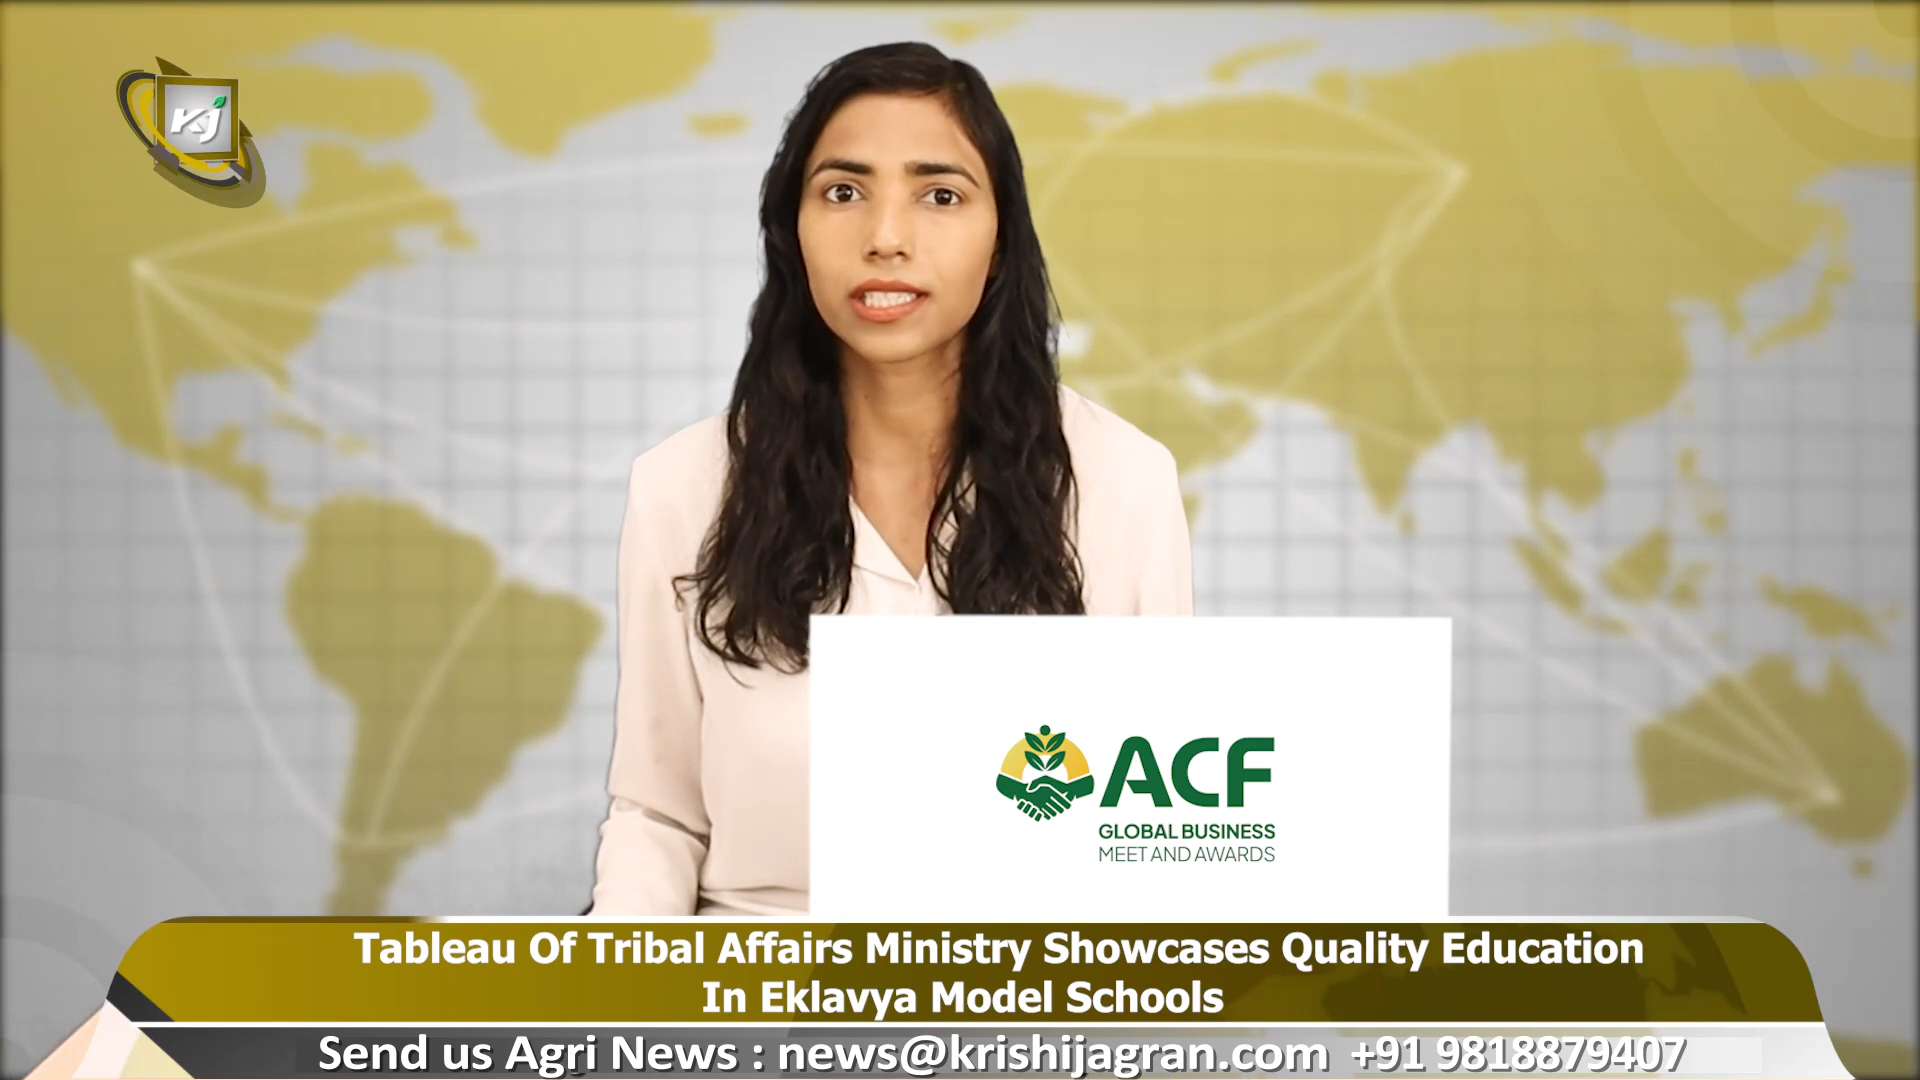 KJ
ACF
GLOBAL BUSINESS
MEET AND AWARDS
Tableau Of Tribal Affairs Ministry Showcases Quality Education
In Eklavya Model Schools
Send us Agri News : news@krishijagran.com +91 9818879407